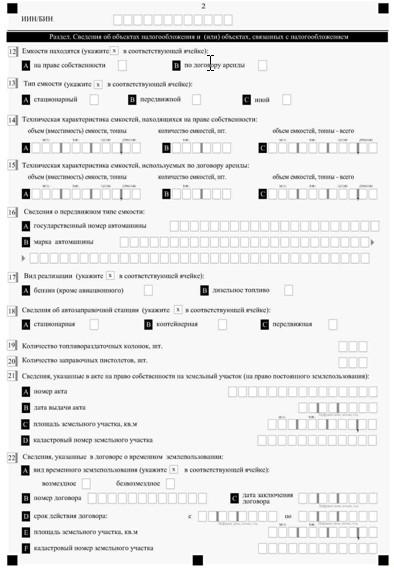 2
ИИН/БИН
Раздел. Сведения об объектах налогообложения и (или) объектах, связанных с налогообложением
12 Емкости находятся (укажите x в соответствующей ячейке):
A на праве собственности B по договору аренды
13 Тип емкости (укажите x в соответствующей ячейке):
A стационарный B передвижной C иной
14 Техническая характеристика емкостей, находящихся на праве собственности:
объем (вместимость) емкости, тонны количество емкостей, шт. объем емкостей, тонны - всего
A B C
15 Техническая характеристика емкостей, используемых по договору аренды:
объем (вместимость) емкости, тонны количество емкостей, шт. объем емкостей, тонны - всего
A B C
16 Сведения о передвижном типе емкости:
A государственный номер автомашины
B марка автомашины
17 Вид реализации (укажите x в соответствующей ячейке):
A бензин (кроме авиационного) B дизельное топливо
18 Сведения об автозаправочной станции (укажите x в соответствующей ячейке):
A стационарная B контейнерная C передвижная
19 Количество топливораздаточных колонок, шт.
20 Количество заправочных пистолетов, шт.
21 Сведения, указанные в акте на право собственности на земельный участок (на право постоянного землепользования):
A номер акта
B дата выдачи акта
C площадь земельного участка, кв.м
D кадастровый номер земельного участка
22 Сведения, указанные в договоре о временном землепользовании:
A вид временного землепользования (укажите x в соответствующей ячейке):
возмездное безвозмездное
B номер договора C дата заключения договора
D срок действия договора: с по
E площадь земельного участка, кв.м
F кадастровый номер земельного участка